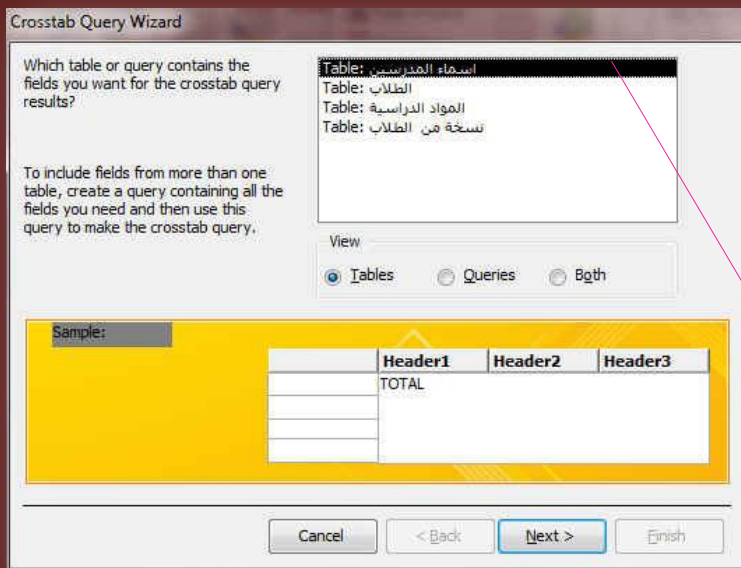 Crosstab Query Wizard
Which table or query contains the
fields you want for the crosstab query
results?
To include fields from more than one
table, create a query containing all the
fields you need and then use this
query to make the crosstab query.
Table: اسماء المدرسين
Table: الطلاب
Table: المواد الدراسية
Table: نسخة من الطلاب
View
Tables
Queries
Both
Sample:
Header1 Header2 Header3
TOTAL
Cancel
< Back
Next >
Finish